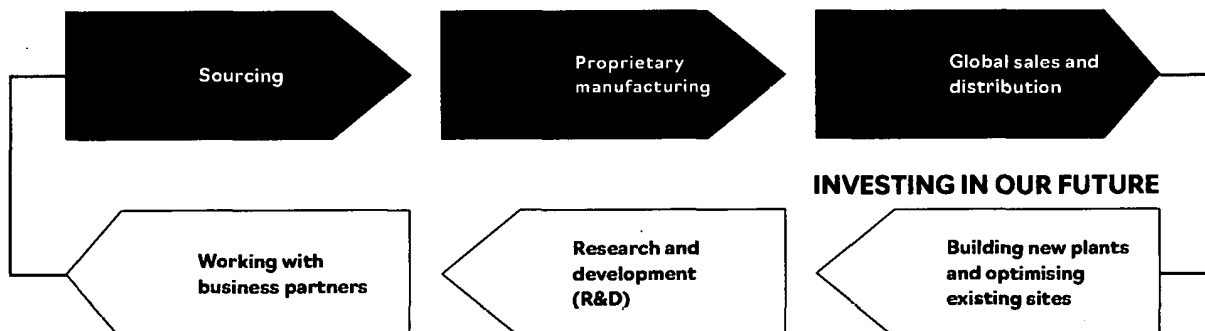 Sourcing
Proprietary
manufacturing
Global sales and
distribution
INVESTING IN OUR FUTURE
Working with
business partners
Research and
development
(R&D)
Building new plants
and optimising
existing sites